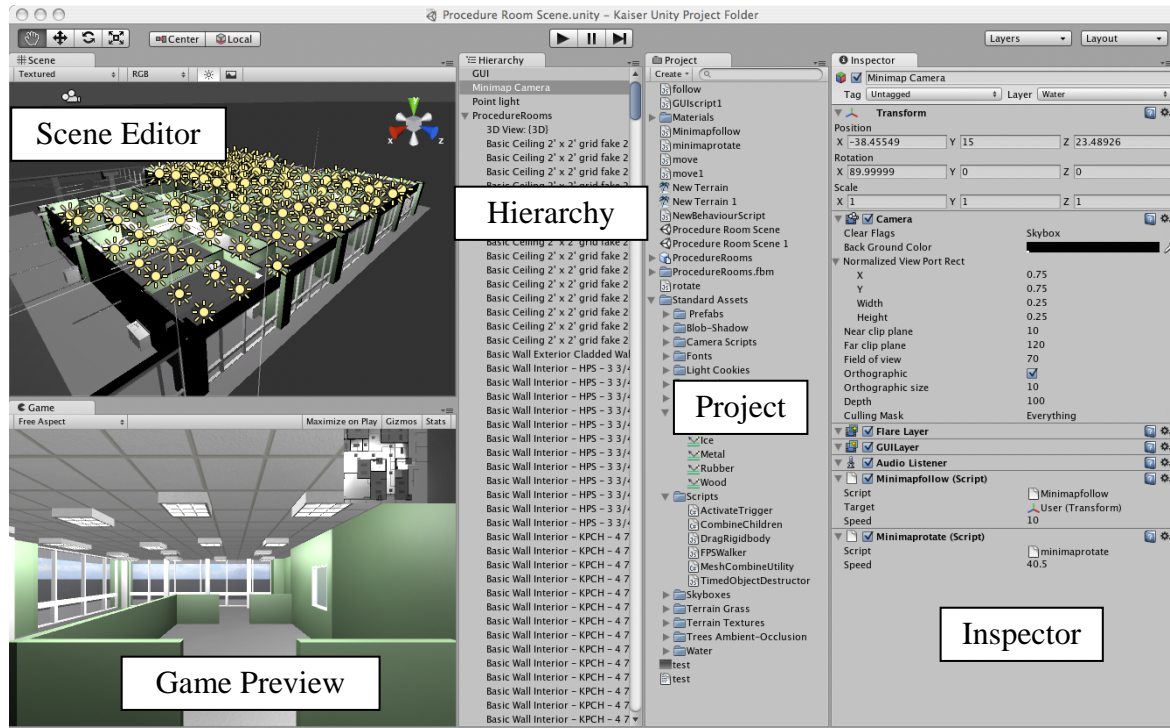 Procedure Room Scene.unity – Kaiser Unity Project Folder
Center
Local
Layers
Layout
Scene
Textured
RGB
y
x
z
Scene Editor
Game
Free Aspect
Maximize on Play
Gizmos
Stats
Game Preview
Hierarchy
GUI
Minimap Camera
Point light
ProcedureRooms
3D View: {3D}
Basic Ceiling 2' x 2' grid fake 2
Basic Ceiling 2' x 2' grid fake 2
Basic Ceiling 2' x 2' grid fake 2
Basic Ceiling 2' x 2' grid fake 2
Hierarchy
Basic Ceiling 2' x 2' grid fake 2
Basic Ceiling 2' x 2' grid fake 2
Basic Ceiling 2' x 2' grid fake 2
Basic Ceiling 2' x 2' grid fake 2
Basic Ceiling 2' x 2' grid fake 2
Basic Ceiling 2' x 2' grid fake 2
Basic Ceiling 2' x 2' grid fake 2
Basic Ceiling 2' x 2' grid fake 2
Basic Wall Exterior Cladded Wal
Basic Wall Interior – HPS – 3 3/4
Basic Wall Interior – HPS – 3 3/4
Basic Wall Interior – HPS – 3 3/4
Basic Wall Interior – HPS – 3 3/4
Basic Wall Interior – HPS – 3 3/4
Basic Wall Interior – HPS – 3 3/4
Basic Wall Interior – HPS – 3 3/4
Basic Wall Interior – HPS – 3 3/4
Basic Wall Interior – HPS – 3 3/4
Basic Wall Interior – HPS – 3 3/4
Basic Wall Interior – HPS – 3 3/4
Basic Wall Interior – HPS – 3 3/4
Basic Wall Interior – KPCH – 4 7
Basic Wall Interior – KPCH – 4 7
Basic Wall Interior – KPCH – 4 7
Basic Wall Interior – KPCH – 4 7
Basic Wall Interior – KPCH – 4 7
Basic Wall Interior – KPCH – 4 7
Basic Wall Interior – KPCH – 4 7
Basic Wall Interior – KPCH – 4 7
Basic Wall Interior – KPCH – 4 7
Basic Wall Interior – KPCH – 4 7
Basic Wall Interior – KPCH – 4 7
Basic Wall Interior – KPCH – 4 7
Basic Wall Interior – KPCH – 4 7
Basic Wall Interior – KPCH – 4 7
Project
Create
follow
GUIscript1
Materials
Minimapfollow
minimaprotate
move
move1
New Terrain
New Terrain 1
NewBehaviourScript
Procedure Room Scene
Procedure Room Scene 1
ProcedureRooms
ProcedureRooms.fbm
rotate
Standard Assets
Prefabs
Blob-Shadow
Camera Scripts
Fonts
Light Cookies
Project
Ice
Metal
Rubber
Wood
Scripts
ActivateTrigger
CombineChildren
DragRigidbody
FPSWalker
MeshCombineUtility
TimedObjectDestructor
Skyboxes
Terrain Grass
Terrain Textures
Trees Ambient-Occlusion
Water
test
test
Inspector
Minimap Camera
Tag Untagged Layer Water
Transform
Position
X -38.45549 Y 15 Z 23.48926
Rotation
X 89.99999 Y 0 Z 0
Scale
X 1 Y 1 Z 1
Camera
Clear Flags Skybox
Back Ground Color
Normalized View Port Rect
X 0.75
Y 0.75
Width 0.25
Height 0.25
Near clip plane 10
Far clip plane 120
Field of view 70
Orthographic
Orthographic size 10
Depth 100
Culling Mask Everything
Flare Layer
GUILayer
Audio Listener
Minimapfollow (Script)
Script Minimapfollow
Target User (Transform)
Speed 10
Minimaprotate (Script)
Script minimaprotate
Speed 40.5
Inspector